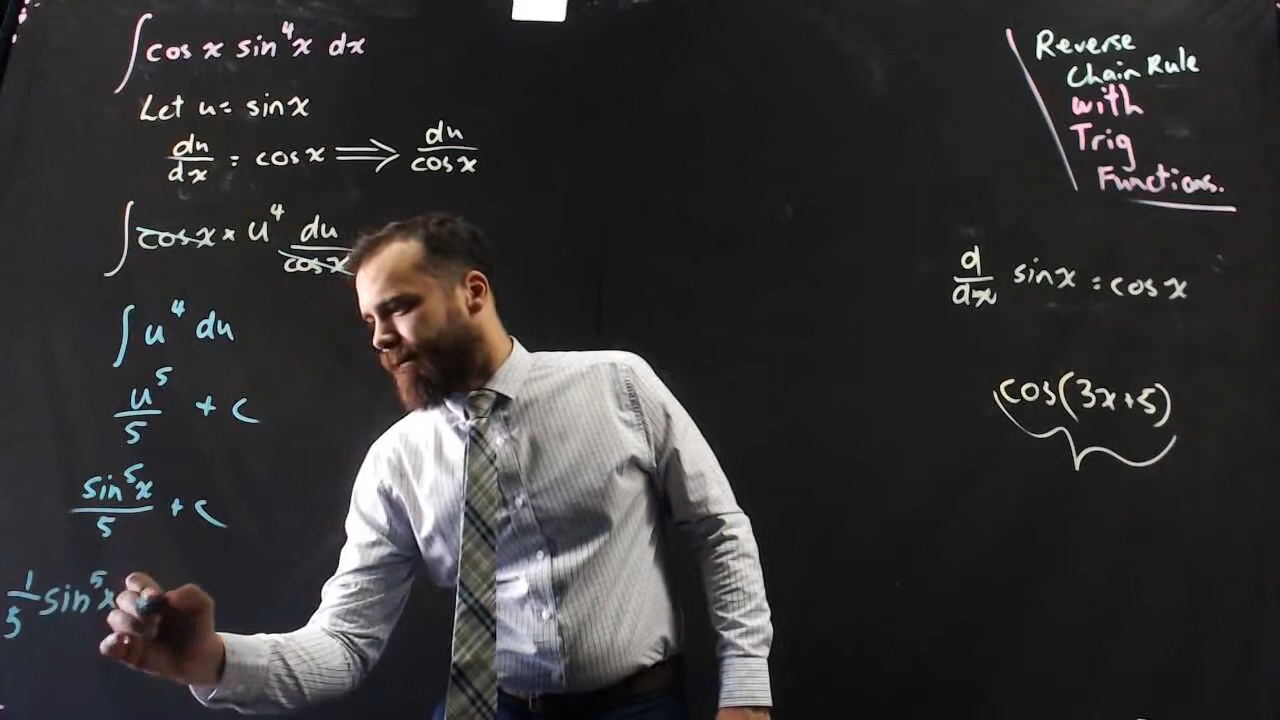 ∫ cos x sin⁴x dx
Let u = sin x
du/dx = cos x ⟹ du/cos x
∫ cos x × u⁴ du/cos x
∫ u⁴ du
u⁵/5 + c
sin⁵x/5 + c
1/5 sin⁵x
Reverse
Chain Rule
with
Trig
Functions.
d/dx sin x = cos x
cos(3x+5)